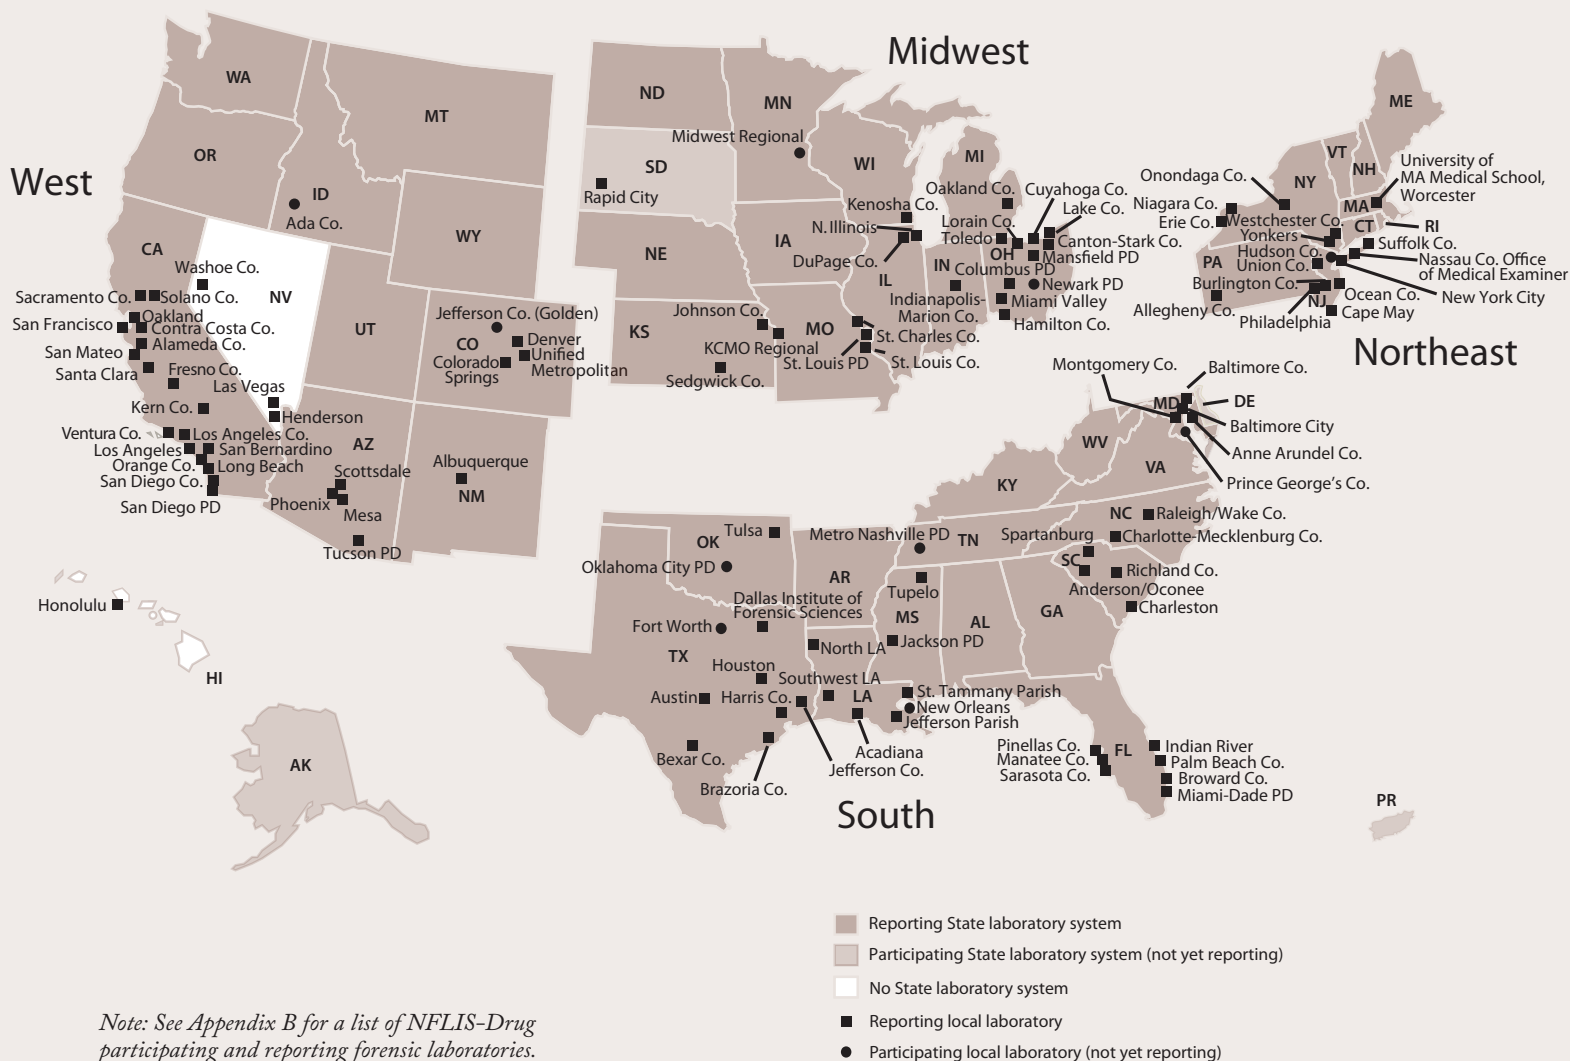 Midwest
West
Northeast
South
WA
MT
OR
ID
Ada Co.
WY
CA
Washoe Co.
NV
Sacramento Co.
Solano Co.
Oakland
San Francisco
Contra Costa Co.
Alameda Co.
San Mateo
Santa Clara
Fresno Co.
Las Vegas
Kern Co.
Henderson
Ventura Co.
Los Angeles Co.
Los Angeles
San Bernardino
Orange Co.
Long Beach
San Diego Co.
San Diego PD
UT
Jefferson Co. (Golden)
CO
Denver
Unified
Metropolitan
Colorado
Springs
AZ
Scottsdale
Phoenix
Mesa
Tucson PD
Albuquerque
NM
Honolulu
HI
AK
ND
MN
Midwest Regional
SD
Rapid City
WI
MI
Oakland Co.
Cuyahoga Co.
Lake Co.
Kenosha Co.
N. Illinois
Lorain Co.
Toledo
Canton-Stark Co.
Mansfield PD
NE
IA
DuPage Co.
IL
IN
OH
Columbus PD
Newark PD
Indianapolis-
Marion Co.
Miami Valley
Hamilton Co.
KS
Johnson Co.
MO
KCMO Regional
St. Charles Co.
St. Louis PD
St. Louis Co.
Sedgwick Co.
ME
VT
NH
University of
MA Medical School,
Worcester
Onondaga Co.
NY
Niagara Co.
MA
Erie Co.
Westchester Co.
CT
RI
Yonkers
Suffolk Co.
Hudson Co.
Nassau Co. Office
of Medical Examiner
PA
Union Co.
Burlington Co.
NJ
Ocean Co.
New York City
Allegheny Co.
Philadelphia
Cape May
Montgomery Co.
Baltimore Co.
MD
DE
Baltimore City
Anne Arundel Co.
Prince George's Co.
WV
VA
KY
NC
Raleigh/Wake Co.
Spartanburg
Charlotte-Mecklenburg Co.
TN
Metro Nashville PD
SC
Richland Co.
Anderson/Oconee
Charleston
OK
Tulsa
Oklahoma City PD
AR
Tupelo
Dallas Institute of
Forensic Sciences
MS
AL
GA
Fort Worth
Jackson PD
TX
North LA
Houston
Southwest LA
Austin
Harris Co.
LA
St. Tammany Parish
New Orleans
Jefferson Parish
Acadiana
Jefferson Co.
Bexar Co.
Brazoria Co.
Pinellas Co.
Manatee Co.
Sarasota Co.
FL
Indian River
Palm Beach Co.
Broward Co.
Miami-Dade PD
PR
Reporting State laboratory system
Participating State laboratory system (not yet reporting)
No State laboratory system
Reporting local laboratory
Participating local laboratory (not yet reporting)
Note: See Appendix B for a list of NFLIS–Drug
participating and reporting forensic laboratories.